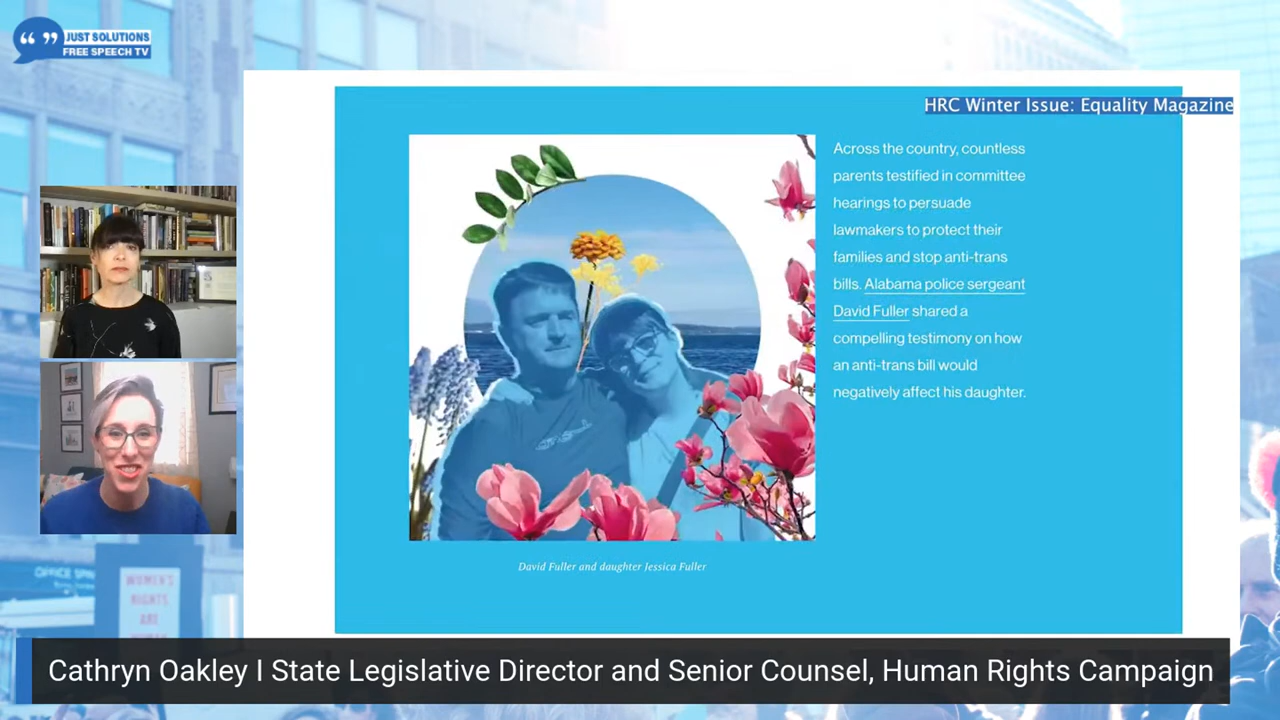 JUST SOLUTIONS
FREE SPEECH TV
HRC Winter Issue: Equality Magazine
Across the country, countless
parents testified in committee
hearings to persuade
lawmakers to protect their
families and stop anti-trans
bills. Alabama police sergeant
David Fuller shared a
compelling testimony on how
an anti-trans bill would
negatively affect his daughter.
David Fuller and daughter Jessica Fuller
WOMEN'S
RIGHTS
ARE
Cathryn Oakley I State Legislative Director and Senior Counsel, Human Rights Campaign